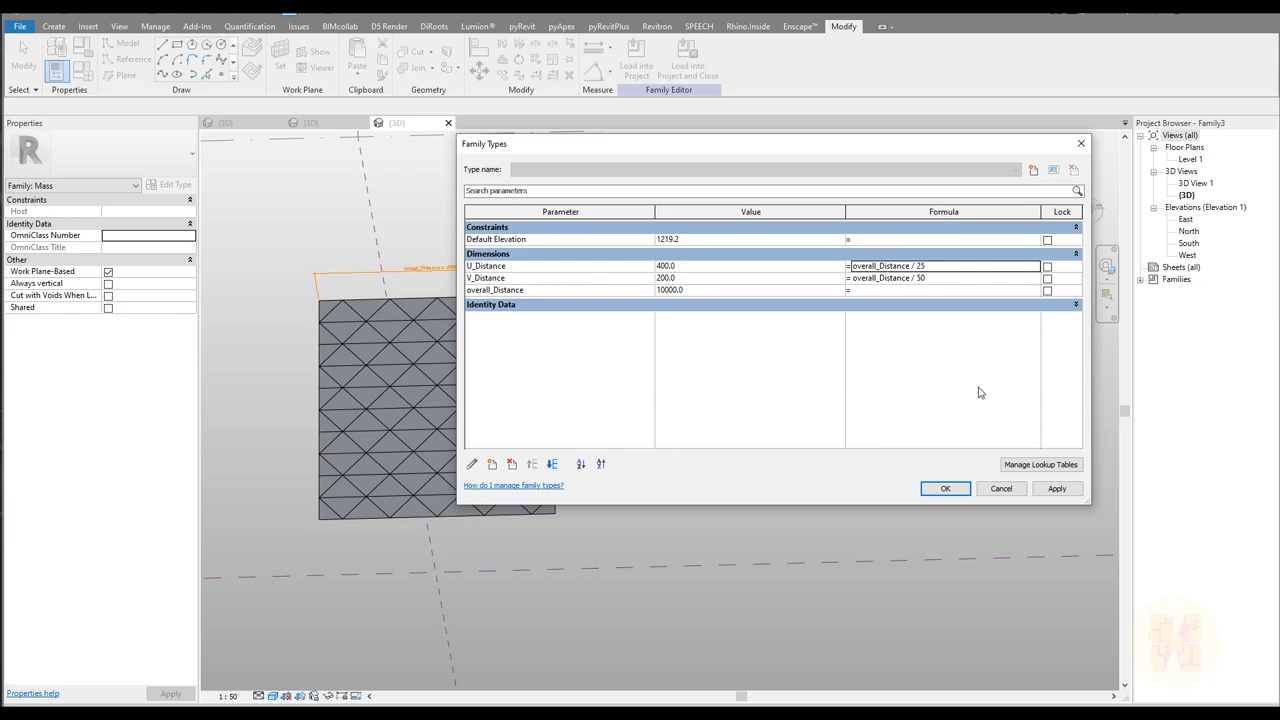 File Create Insert View Manage Add-Ins Quantification Issues BIMcollab D5 Render DiRoots Lumion® pyRevit pyApex pyRevitPlus Revitron SPEECH Rhino.Inside Enscape™ Modify
Modify
Model
Reference
Plane
Set
Show
Viewer
Paste
Cut
Join
Load into
Project
Load into
Project and Close
Select
Properties
Draw
Work Plane
Clipboard
Geometry
Modify
Measure
Family Editor
Properties
{3D}
{3D}
{3D}
Project Browser - Family3
Family: Mass
Edit Type
Constraints
Host
Identity Data
OmniClass Number
OmniClass Title
Other
Work Plane-Based
Always vertical
Cut with Voids When L...
Shared
Properties help
Apply
Family Types
Type name:
Search parameters
Parameter Value Formula Lock
Constraints
Default Elevation 1219.2 =
Dimensions
U_Distance 400.0 =overall_Distance / 25
V_Distance 200.0 = overall_Distance / 50
overall_Distance 10000.0 =
Identity Data
Manage Lookup Tables
How do I manage family types?
OK Cancel Apply
Views (all)
Floor Plans
Level 1
3D Views
3D View 1
{3D}
Elevations (Elevation 1)
East
North
South
West
Sheets (all)
Families
1 : 50